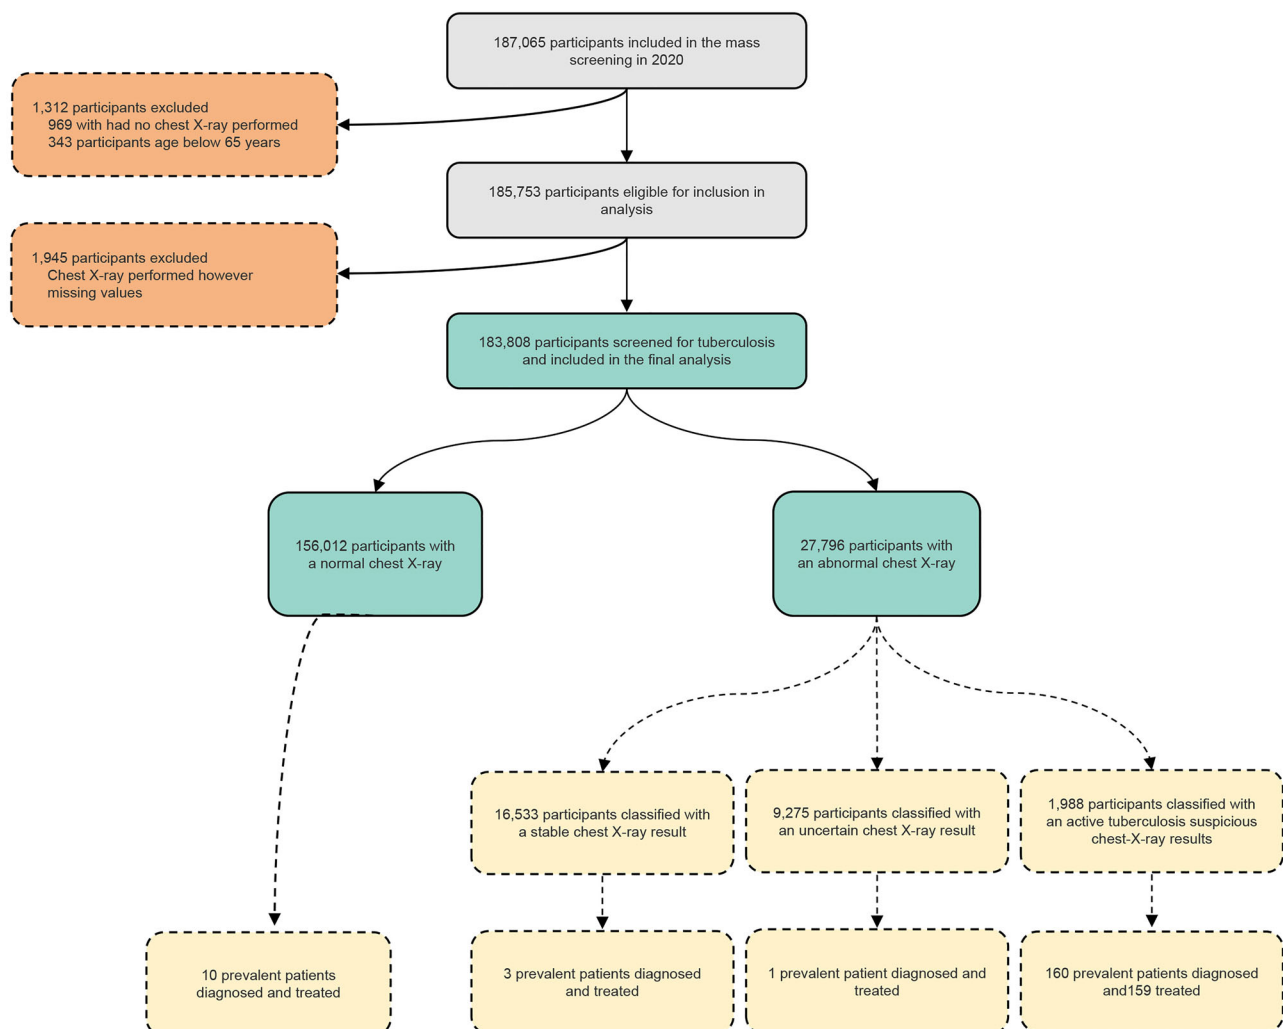 187,065 participants included in the mass
screening in 2020
1,312 participants excluded
969 with had no chest X-ray performed
343 participants age below 65 years
185,753 participants eligible for inclusion in
analysis
1,945 participants excluded
Chest X-ray performed however
missing values
183,808 participants screened for tuberculosis
and included in the final analysis
156,012 participants with
a normal chest X-ray
27,796 participants with
an abnormal chest X-ray
16,533 participants classified with
a stable chest X-ray result
9,275 participants classified with
an uncertain chest X-ray result
1,988 participants classified with
an active tuberculosis suspicious
chest-X-ray results
10 prevalent patients
diagnosed and treated
3 prevalent patients diagnosed
and treated
1 prevalent patient diagnosed and
treated
160 prevalent patients diagnosed
and159 treated